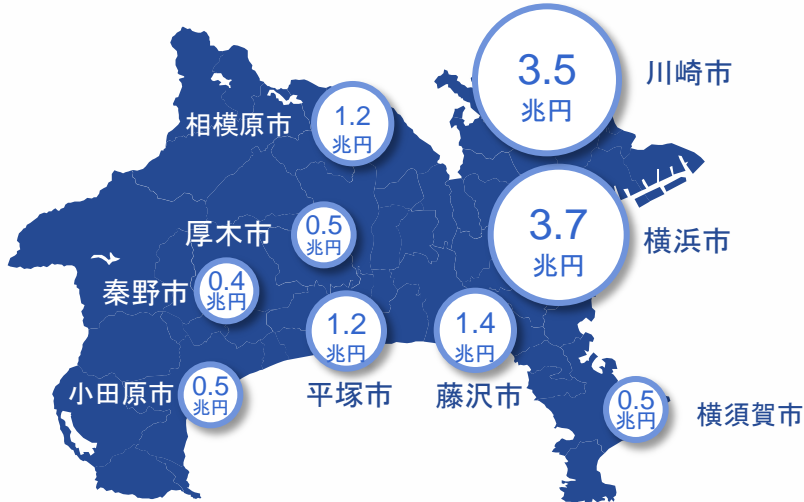 3.5
兆円
川崎市
相模原市
1.2
兆円
3.7
兆円
横浜市
厚木市
0.5
兆円
秦野市
0.4
兆円
1.2
兆円
平塚市
1.4
兆円
藤沢市
小田原市
0.5
兆円
0.5
兆円
横須賀市